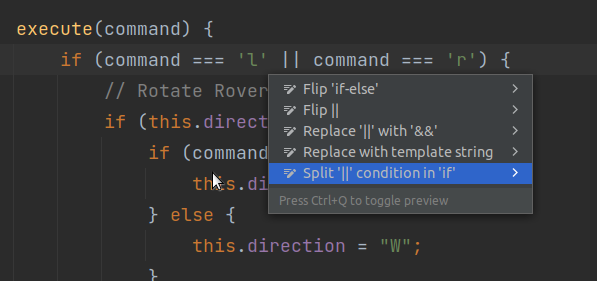 execute(command) {
if (command === 'l' || command === 'r') {
// Rotate Rover
if (this.direct
if (command
this.di
} else {
this.direction = "W";
}
Flip 'if-else'
Flip ||
Replace '||' with '&&'
Replace with template string
Split '||' condition in 'if'
Press Ctrl+Q to toggle preview